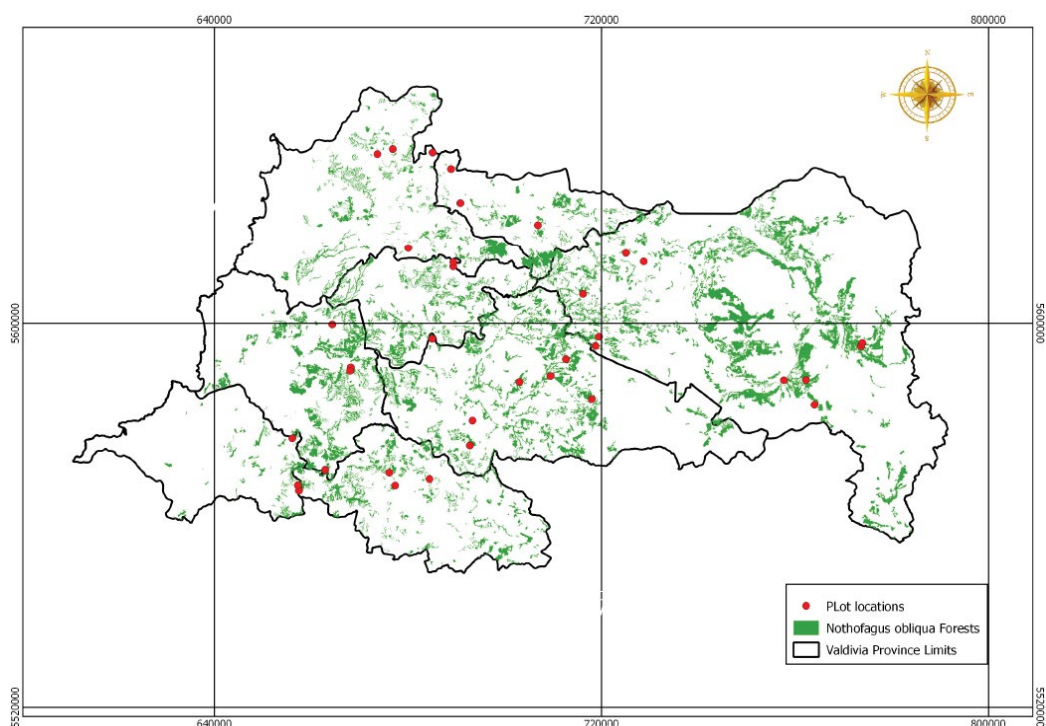 640000
720000
800000
N
W
E
S
5600000
5600000
PLot locations
Nothofagus obliqua Forests
Valdivia Province Limits
5520000
5520000
640000
720000
800000